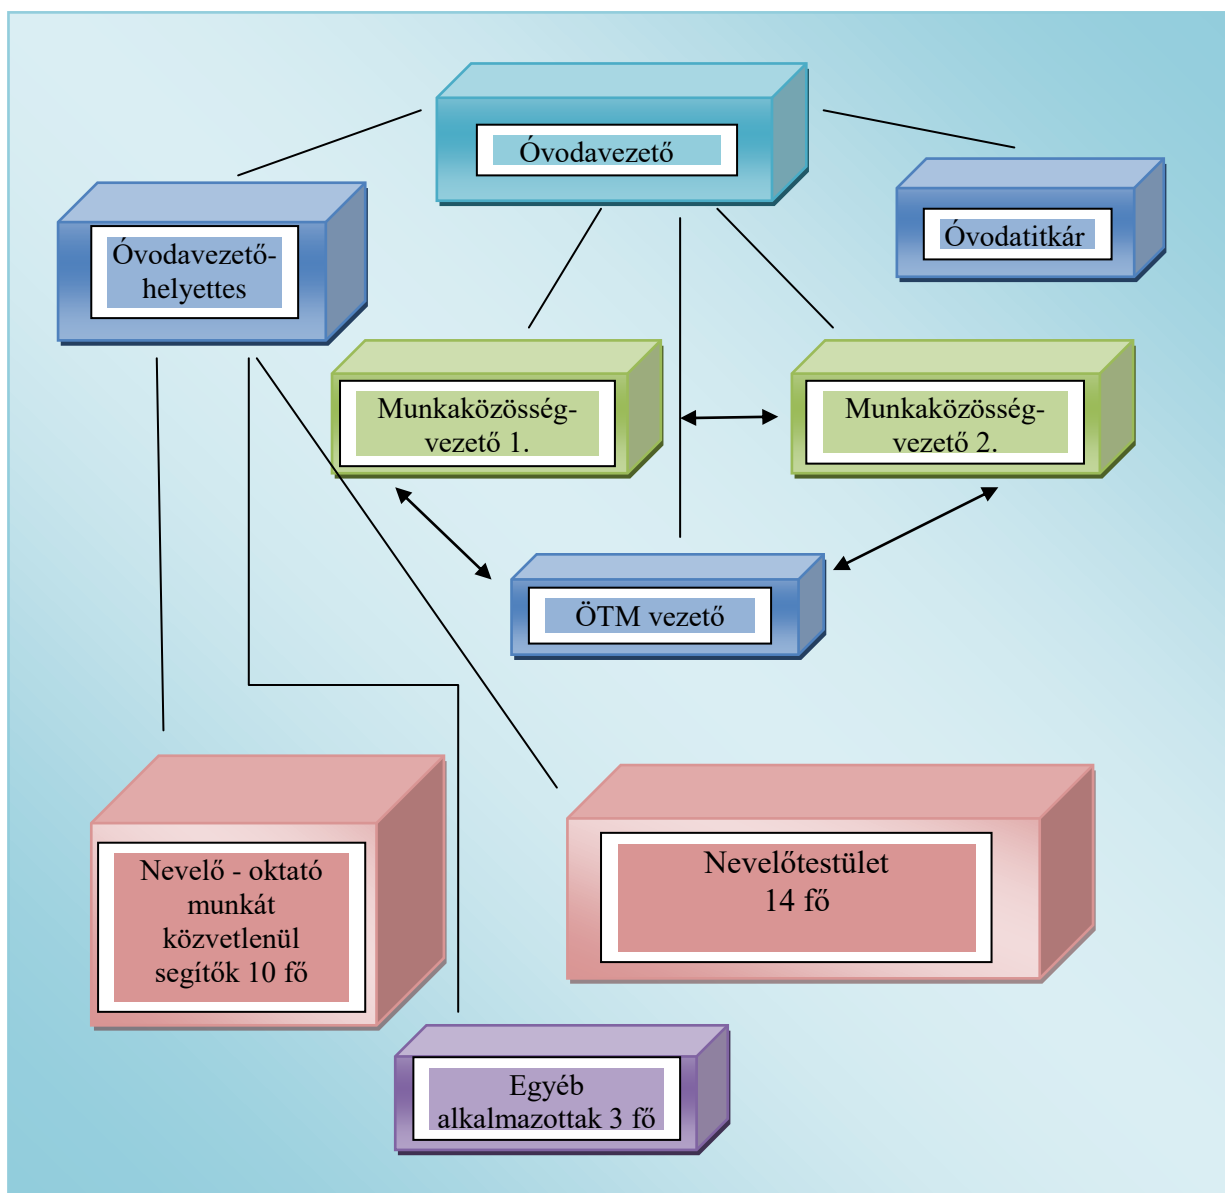 Óvodavezető
Óvodavezető-
helyettes
Óvodatitkár
Munkaközösség-
vezető 1.
Munkaközösség-
vezető 2.
ÖTM vezető
Nevelő - oktató
munkát
közvetlenül
segítők 10 fő
Nevelőtestület
14 fő
Egyéb
alkalmazottak 3 fő